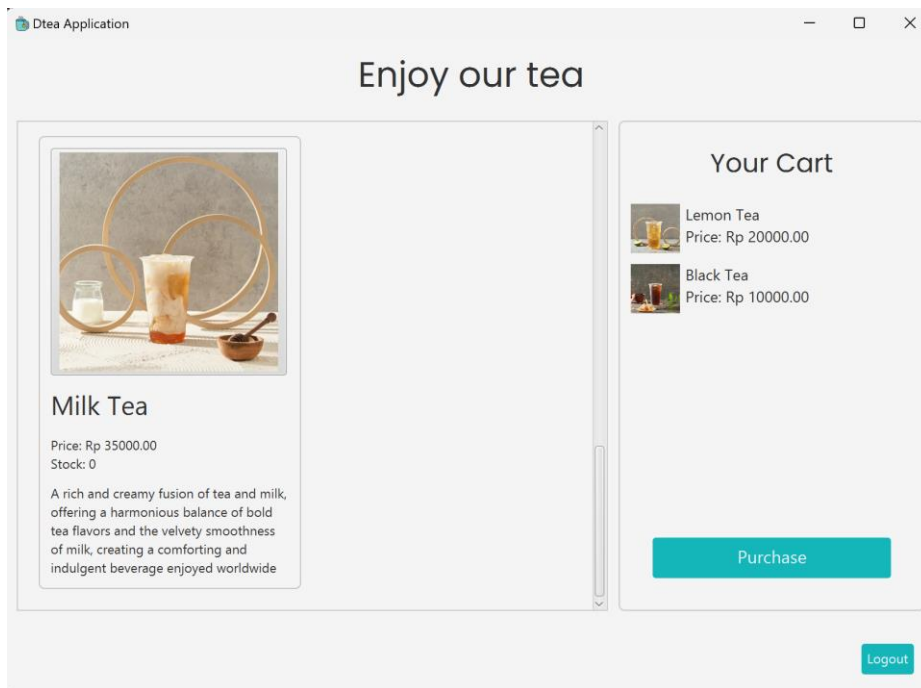 Dtea Application
Enjoy our tea
Milk Tea
Price: Rp 35000.00
Stock: 0
A rich and creamy fusion of tea and milk,
offering a harmonious balance of bold
tea flavors and the velvety smoothness
of milk, creating a comforting and
indulgent beverage enjoyed worldwide
Your Cart
Lemon Tea
Price: Rp 20000.00
Black Tea
Price: Rp 10000.00
Purchase
Logout